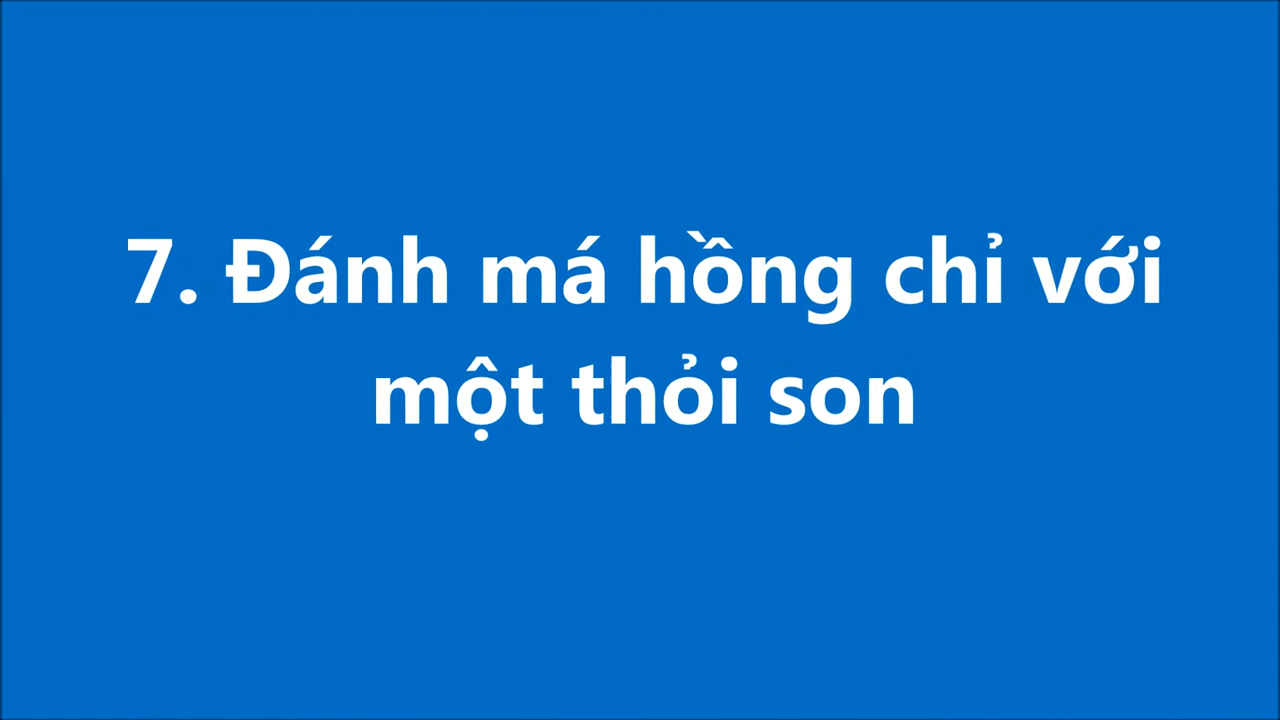 7. Đánh má hồng chỉ với
một thỏi son